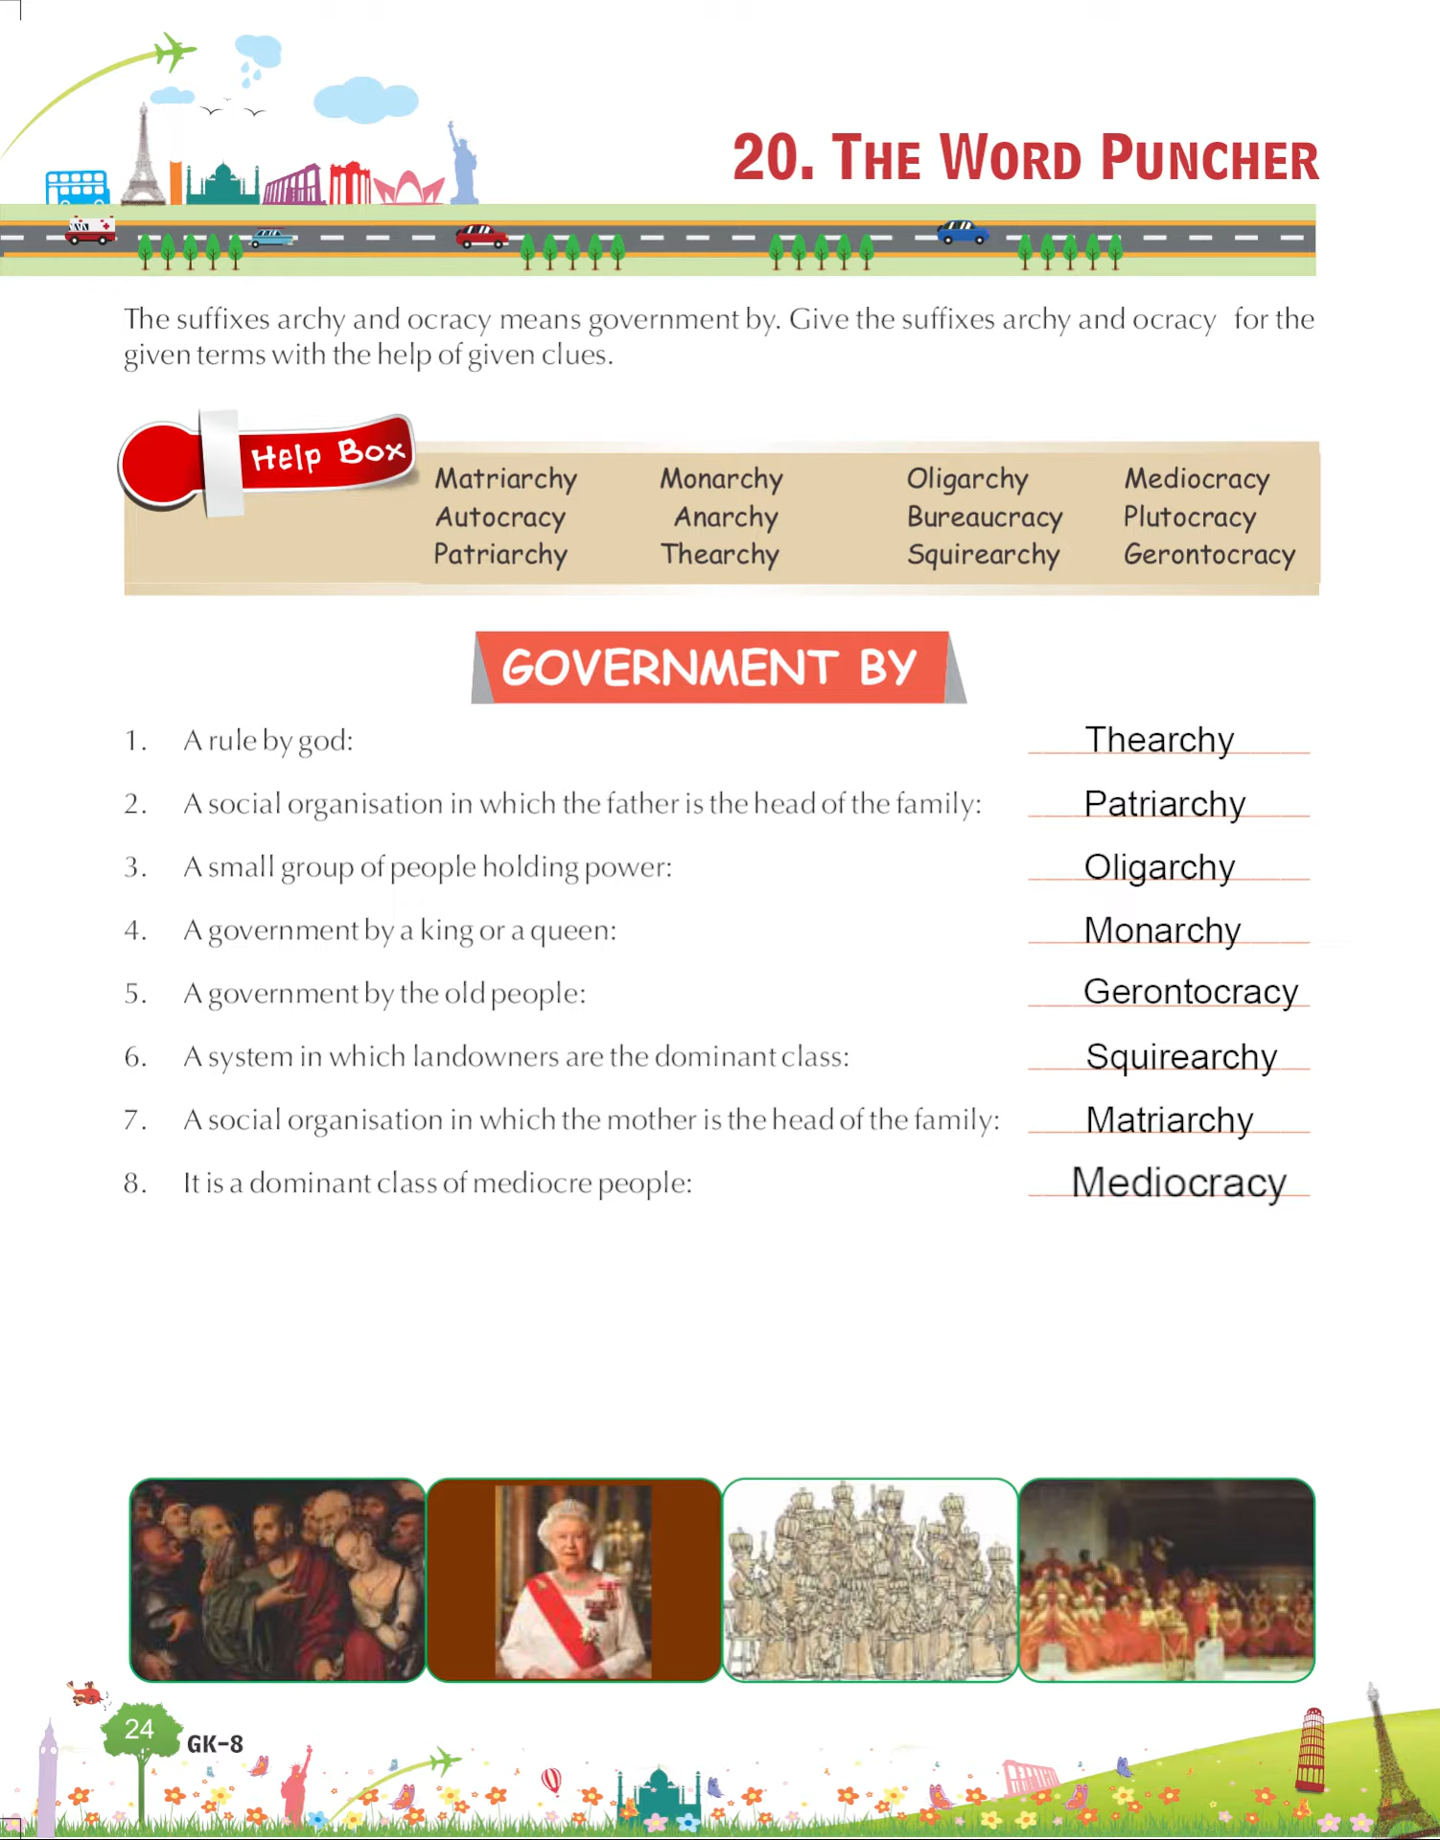 20. The Word Puncher
The suffixes archy and ocracy means government by. Give the suffixes archy and ocracy for the
given terms with the help of given clues.
Help Box
Matriarchy Monarchy Oligarchy Mediocracy
Autocracy Anarchy Bureaucracy Plutocracy
Patriarchy Thearchy Squirearchy Gerontocracy
GOVERNMENT BY
1. A rule by god: Thearchy
2. A social organisation in which the father is the head of the family: Patriarchy
3. A small group of people holding power: Oligarchy
4. A government by a king or a queen: Monarchy
5. A government by the old people: Gerontocracy
6. A system in which landowners are the dominant class: Squirearchy
7. A social organisation in which the mother is the head of the family: Matriarchy
8. It is a dominant class of mediocre people: Mediocracy
24
GK-8